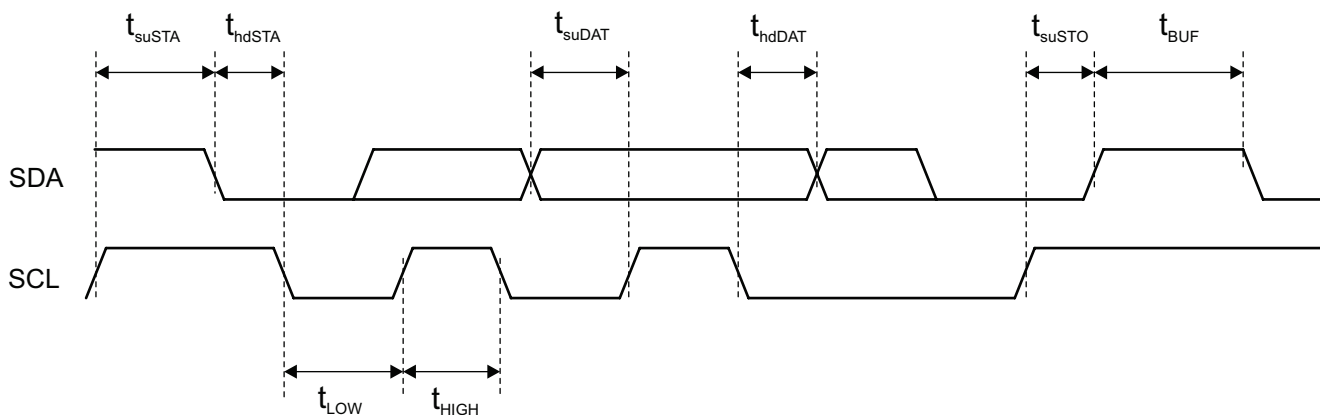 tsuSTA thdSTA tsuDAT thdDAT tsuSTO tBUF
SDA
SCL
tLOW tHIGH